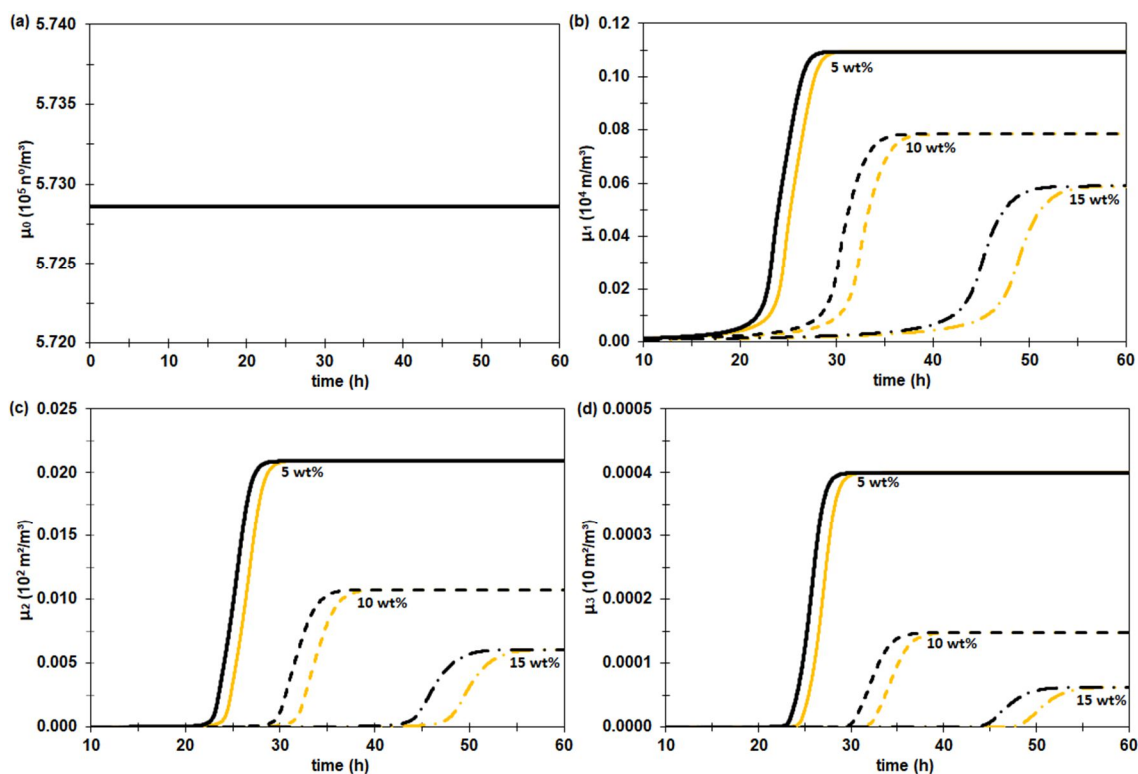 (a)
5.740
5.735
5.730
5.725
5.720
μ₀ (10⁵ nº/m³)
0 10 20 30 40 50 60
time (h)
(b)
0.12
0.10
0.08
0.06
0.04
0.02
0.00
μ₁ (10⁴ m/m³)
5 wt%
10 wt%
15 wt%
10 20 30 40 50 60
time (h)
(c)
0.025
0.020
0.015
0.010
0.005
0.000
μ₂ (10² m²/m³)
5 wt%
10 wt%
15 wt%
10 20 30 40 50 60
time (h)
(d)
0.0005
0.0004
0.0003
0.0002
0.0001
0.0000
μ₃ (10 m²/m³)
5 wt%
10 wt%
15 wt%
10 20 30 40 50 60
time (h)